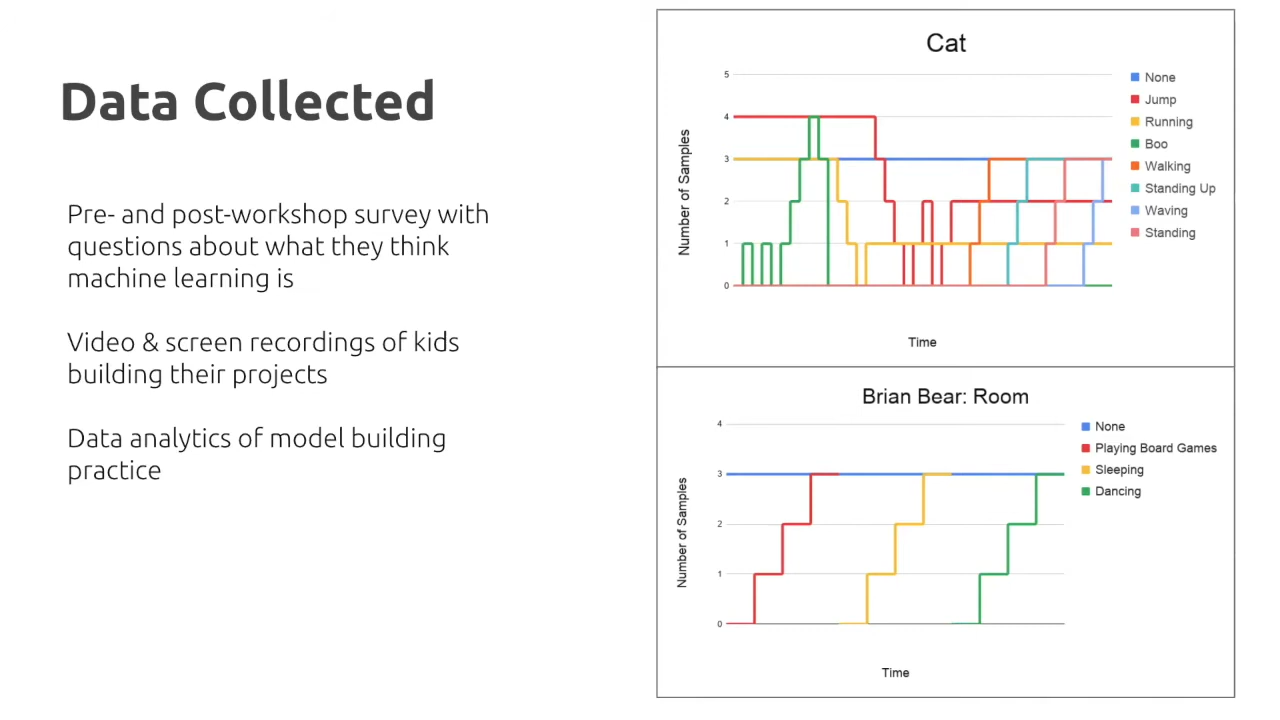 Data Collected
Pre- and post-workshop survey with
questions about what they think
machine learning is
Video & screen recordings of kids
building their projects
Data analytics of model building
practice
Cat
Number of Samples
5
4
3
2
1
0
Time
None
Jump
Running
Boo
Walking
Standing Up
Waving
Standing
Brian Bear: Room
Number of Samples
4
3
2
1
0
Time
None
Playing Board Games
Sleeping
Dancing